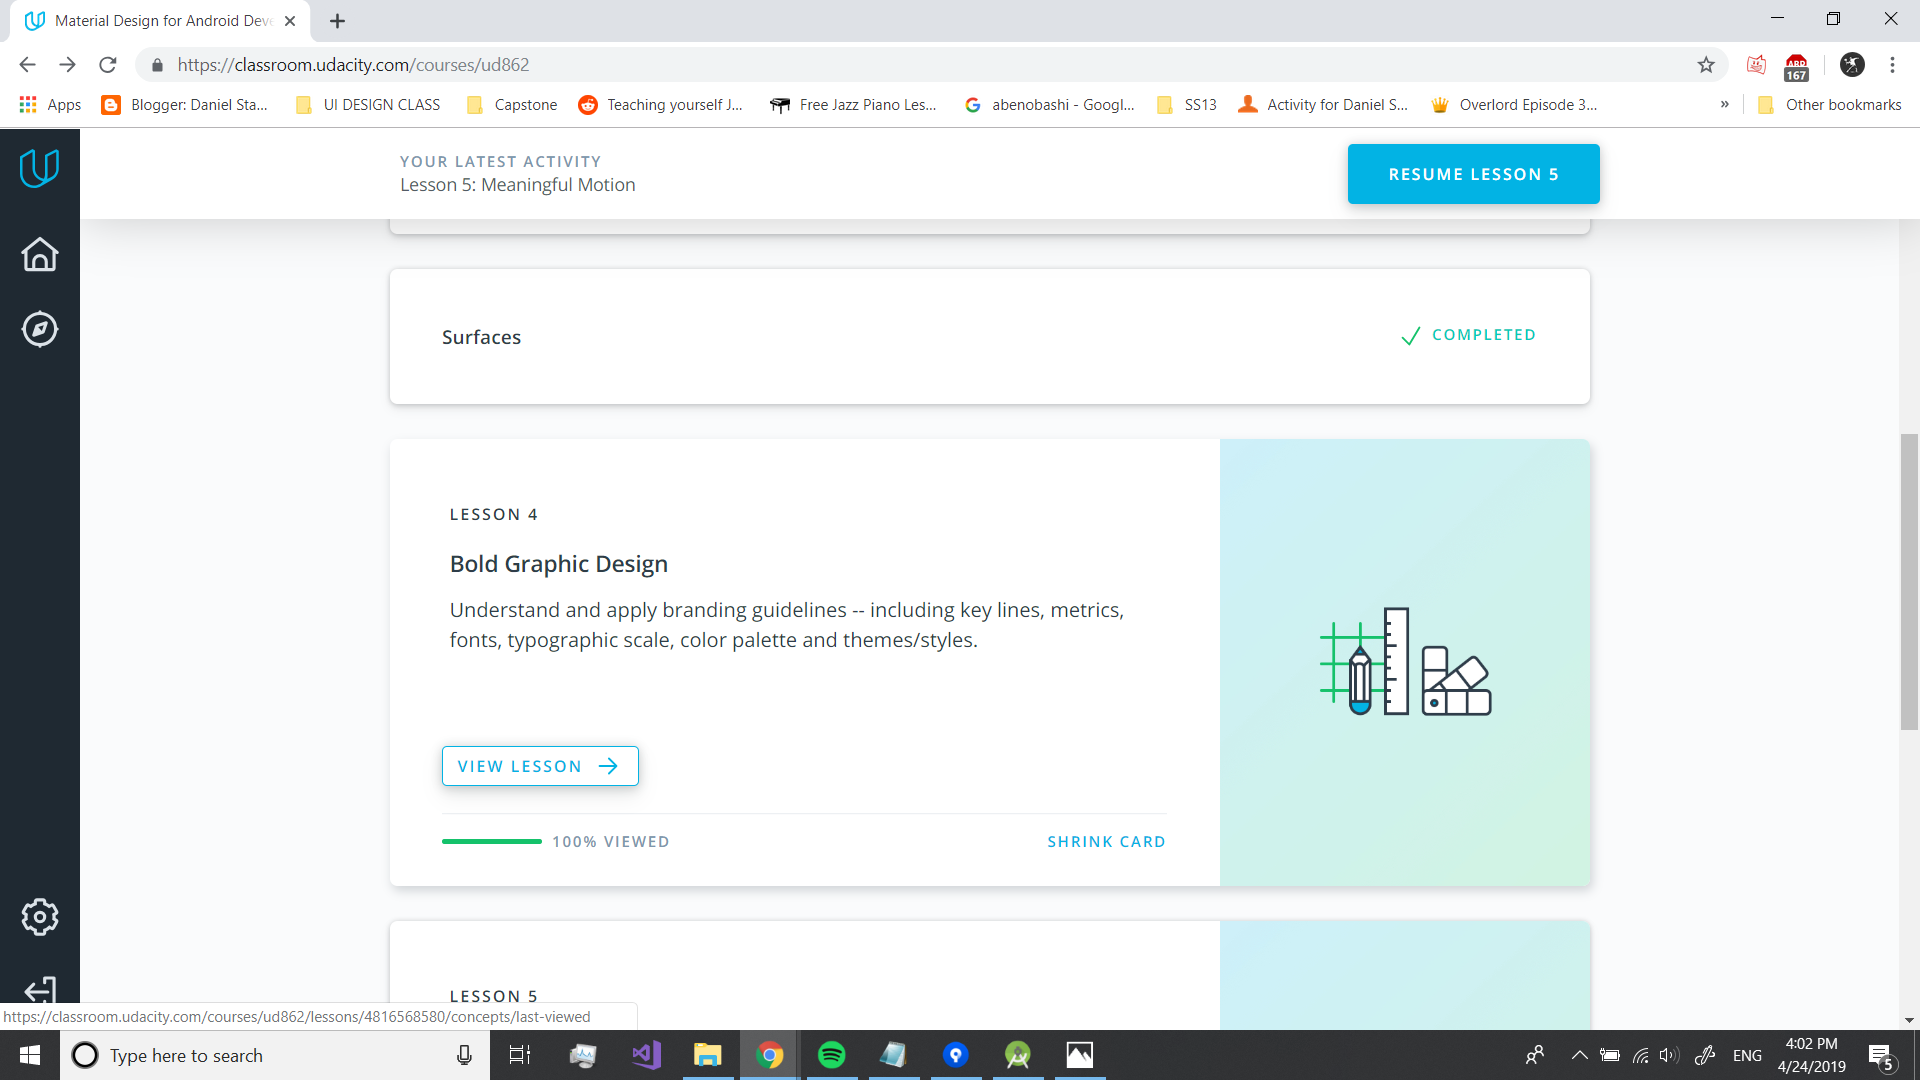 Material Design for Android Deve
https://classroom.udacity.com/courses/ud862
ABP
167
Apps
Blogger: Daniel Sta...
UI DESIGN CLASS
Capstone
Teaching yourself J...
Free Jazz Piano Les...
abenobashi - Googl...
SS13
Activity for Daniel S...
Overlord Episode 3...
»
Other bookmarks
YOUR LATEST ACTIVITY
Lesson 5: Meaningful Motion
RESUME LESSON 5
Surfaces
COMPLETED
LESSON 4
Bold Graphic Design
Understand and apply branding guidelines -- including key lines, metrics,
fonts, typographic scale, color palette and themes/styles.
VIEW LESSON
100% VIEWED
SHRINK CARD
LESSON 5
https://classroom.udacity.com/courses/ud862/lessons/4816568580/concepts/last-viewed
Type here to search
ENG
4:02 PM
4/24/2019
5